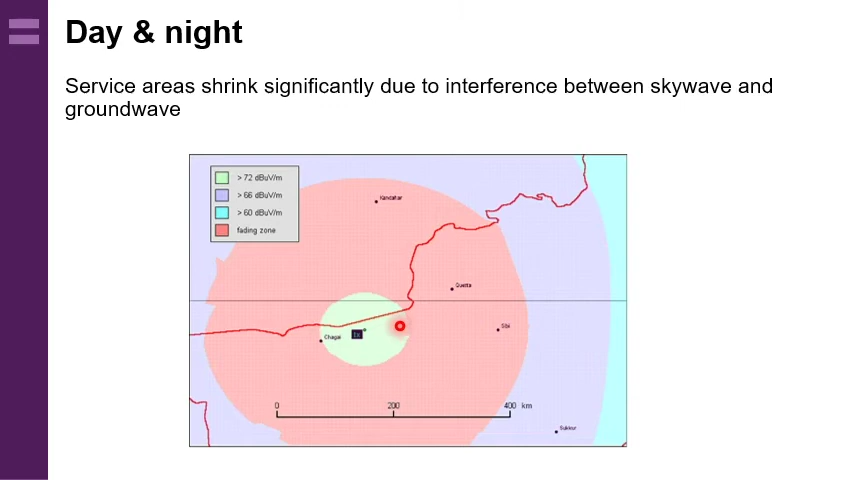 Day & night
Service areas shrink significantly due to interference between skywave and
groundwave
> 72 dBuV/m
> 66 dBuV/m
> 60 dBuV/m
fading zone
Kandahar
Quetta
Sibi
Chagai
TX
0 200 400 km
Sukkur